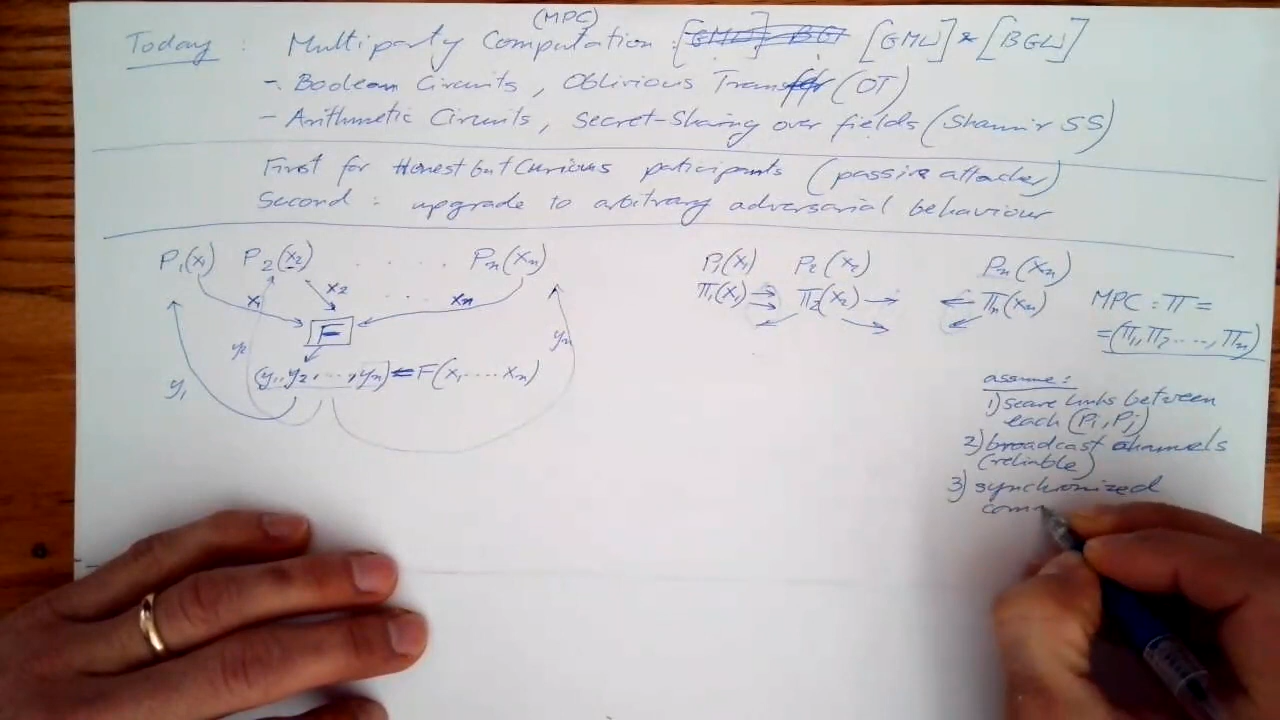 (MPC)
Today : Multiparty Computation : [GMW] BGI [GMW] & [BGW]
- Boolean Circuits, Oblivious Transfer (OT)
- Arithmetic Circuits, Secret-Sharing over fields (Shamir SS)
First for Honest but Curious paticipants (passive attacker)
Second : upgrade to arbitrary adversarial behaviour
P₁(x₁) P₂(x₂) . . . . . Pₙ(xₙ)
x₁ x₂ . . . xₙ
F
y₁ y₂ yₙ
(y₁, y₂, ..., yₙ) = F(x₁ .... xₙ)
P₁(x₁) P₂(x₂) Pₙ(xₙ)
Π₁(x₁) Π₂(x₂) Πₙ(xₙ)
MPC : Π =
= (Π₁, Π₂, ...., Πₙ)
assume:
1) secure links between
each (Pi, Pj)
2) broadcast channels
(reliable)
3) synchronized
comm